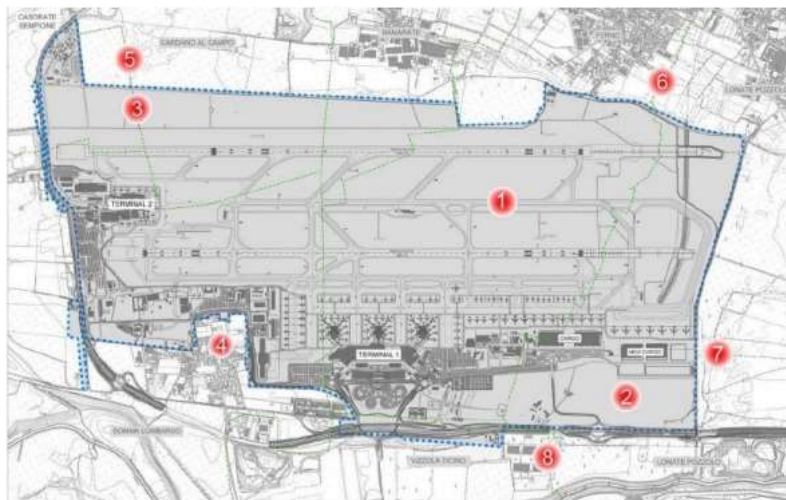 CASORATE
SEMPIONE
CARDANO AL CAMPO
SAMARATE
FERNO
LONATE POZZOLO
5
6
3
1
TERMINAL 2
4
TERMINAL 1
CARGO
NEW CARGO
7
2
SOMMA LOMBARDO
VIZZOLA TICINO
8
LONATE POZZOLO